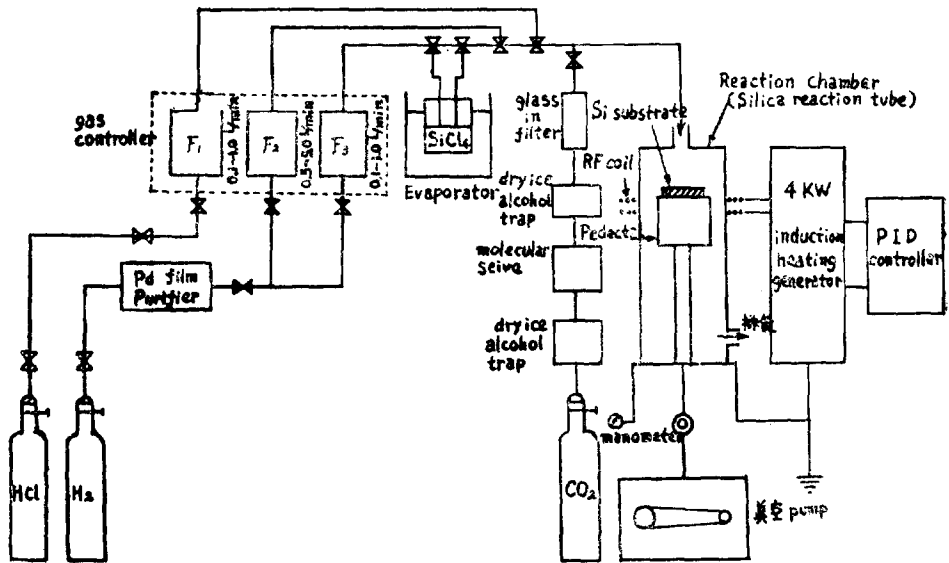 gas
controller
F₁
0.1~1.0 l/min
F₂
0.5~5.0 l/min
F₃
0.1~1.0 l/min
SiCl₄
Evaporator
glass
in
filter
dry ice
alcohol
trap
molecular
seive
dry ice
alcohol
trap
Reaction Chamber
(Silica reaction tube)
Si substrate
RF coil
4 KW
induction
heating
generator
PID
controller
Pd film
Purifier
manometer
HCl
H₂
CO₂
真空 pump